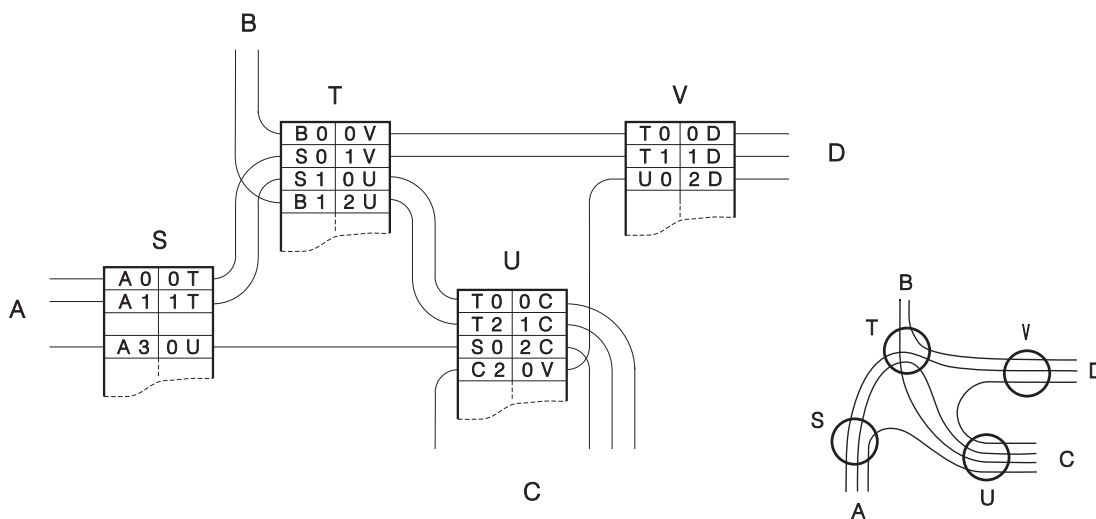 B
T
B 0 0 V
S 0 1 V
S 1 0 U
B 1 2 U
V
T 0 0 D
T 1 1 D
U 0 2 D
D
S
A 0 0 T
A 1 1 T
A 3 0 U
A
U
T 0 0 C
T 2 1 C
S 0 2 C
C 2 0 V
C
B
T
V
D
S
C
U
A